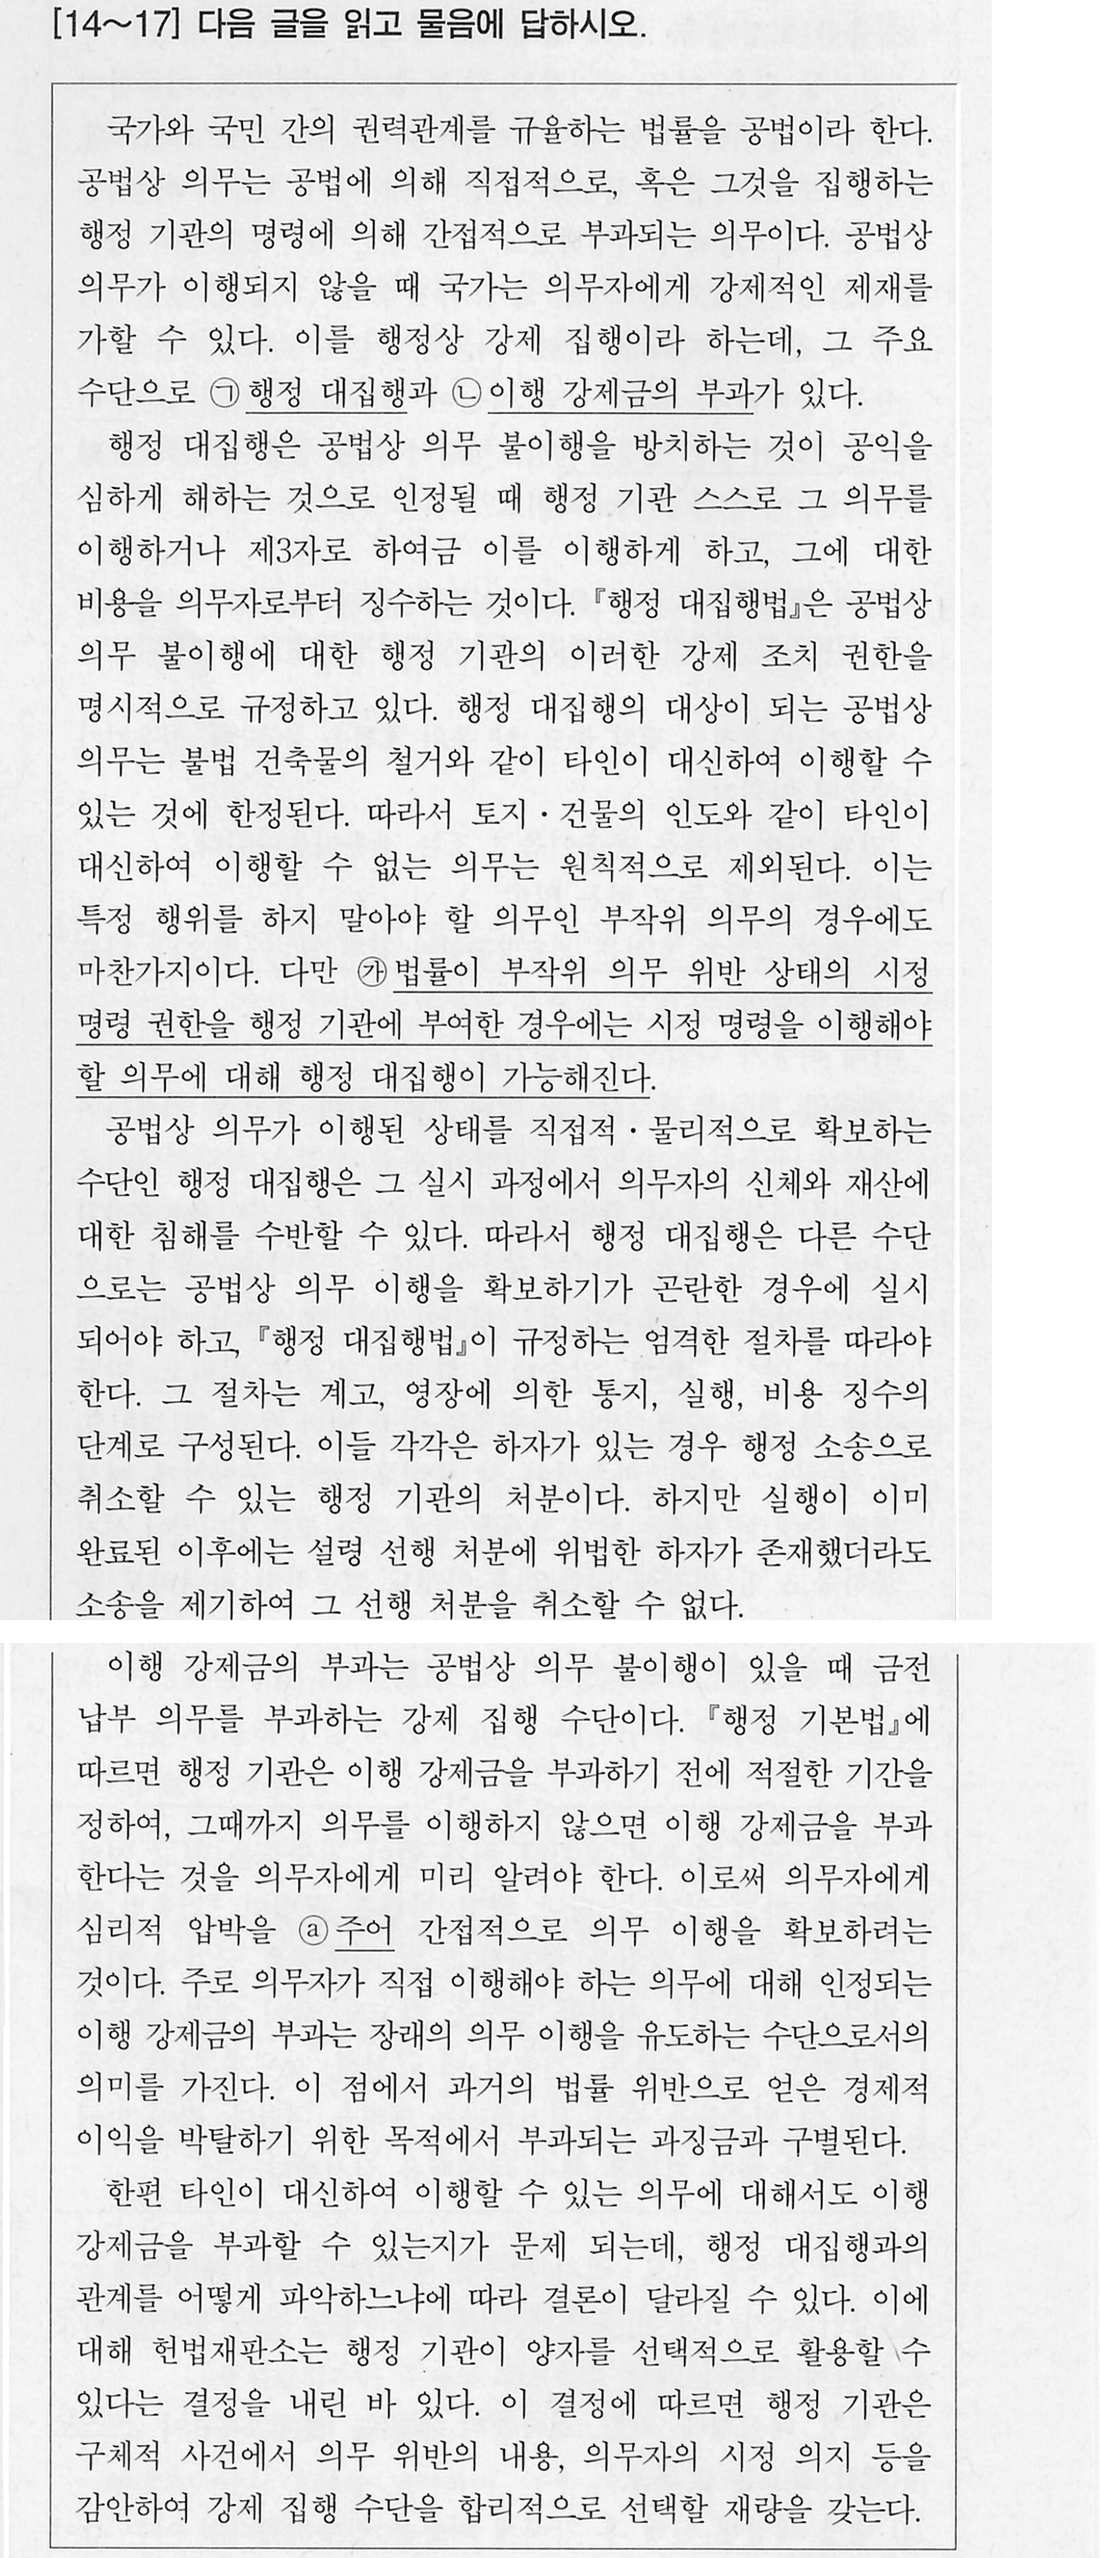 [14~17] 다음 글을 읽고 물음에 답하시오.
국가와 국민 간의 권력관계를 규율하는 법률을 공법이라 한다.
공법상 의무는 공법에 의해 직접적으로, 혹은 그것을 집행하는
행정 기관의 명령에 의해 간접적으로 부과되는 의무이다. 공법상
의무가 이행되지 않을 때 국가는 의무자에게 강제적인 제재를
가할 수 있다. 이를 행정상 강제 집행이라 하는데, 그 주요
수단으로 ㉠행정 대집행과 ㉡이행 강제금의 부과가 있다.
행정 대집행은 공법상 의무 불이행을 방치하는 것이 공익을
심하게 해하는 것으로 인정될 때 행정 기관 스스로 그 의무를
이행하거나 제3자로 하여금 이를 이행하게 하고, 그에 대한
비용을 의무자로부터 징수하는 것이다.『행정 대집행법』은 공법상
의무 불이행에 대한 행정 기관의 이러한 강제 조치 권한을
명시적으로 규정하고 있다. 행정 대집행의 대상이 되는 공법상
의무는 불법 건축물의 철거와 같이 타인이 대신하여 이행할 수
있는 것에 한정된다. 따라서 토지・건물의 인도와 같이 타인이
대신하여 이행할 수 없는 의무는 원칙적으로 제외된다. 이는
특정 행위를 하지 말아야 할 의무인 부작위 의무의 경우에도
마찬가지이다. 다만 ㉮법률이 부작위 의무 위반 상태의 시정
명령 권한을 행정 기관에 부여한 경우에는 시정 명령을 이행해야
할 의무에 대해 행정 대집행이 가능해진다.
공법상 의무가 이행된 상태를 직접적・물리적으로 확보하는
수단인 행정 대집행은 그 실시 과정에서 의무자의 신체와 재산에
대한 침해를 수반할 수 있다. 따라서 행정 대집행은 다른 수단
으로는 공법상 의무 이행을 확보하기가 곤란한 경우에 실시
되어야 하고,『행정 대집행법』이 규정하는 엄격한 절차를 따라야
한다. 그 절차는 계고, 영장에 의한 통지, 실행, 비용 징수의
단계로 구성된다. 이들 각각은 하자가 있는 경우 행정 소송으로
취소할 수 있는 행정 기관의 처분이다. 하지만 실행이 이미
완료된 이후에는 설령 선행 처분에 위법한 하자가 존재했더라도
소송을 제기하여 그 선행 처분을 취소할 수 없다.
이행 강제금의 부과는 공법상 의무 불이행이 있을 때 금전
납부 의무를 부과하는 강제 집행 수단이다.『행정 기본법』에
따르면 행정 기관은 이행 강제금을 부과하기 전에 적절한 기간을
정하여, 그때까지 의무를 이행하지 않으면 이행 강제금을 부과
한다는 것을 의무자에게 미리 알려야 한다. 이로써 의무자에게
심리적 압박을 ⓐ주어 간접적으로 의무 이행을 확보하려는
것이다. 주로 의무자가 직접 이행해야 하는 의무에 대해 인정되는
이행 강제금의 부과는 장래의 의무 이행을 유도하는 수단으로서의
의미를 가진다. 이 점에서 과거의 법률 위반으로 얻은 경제적
이익을 박탈하기 위한 목적에서 부과되는 과징금과 구별된다.
한편 타인이 대신하여 이행할 수 있는 의무에 대해서도 이행
강제금을 부과할 수 있는지가 문제 되는데, 행정 대집행과의
관계를 어떻게 파악하느냐에 따라 결론이 달라질 수 있다. 이에
대해 헌법재판소는 행정 기관이 양자를 선택적으로 활용할 수
있다는 결정을 내린 바 있다. 이 결정에 따르면 행정 기관은
구체적 사건에서 의무 위반의 내용, 의무자의 시정 의지 등을
감안하여 강제 집행 수단을 합리적으로 선택할 재량을 갖는다.